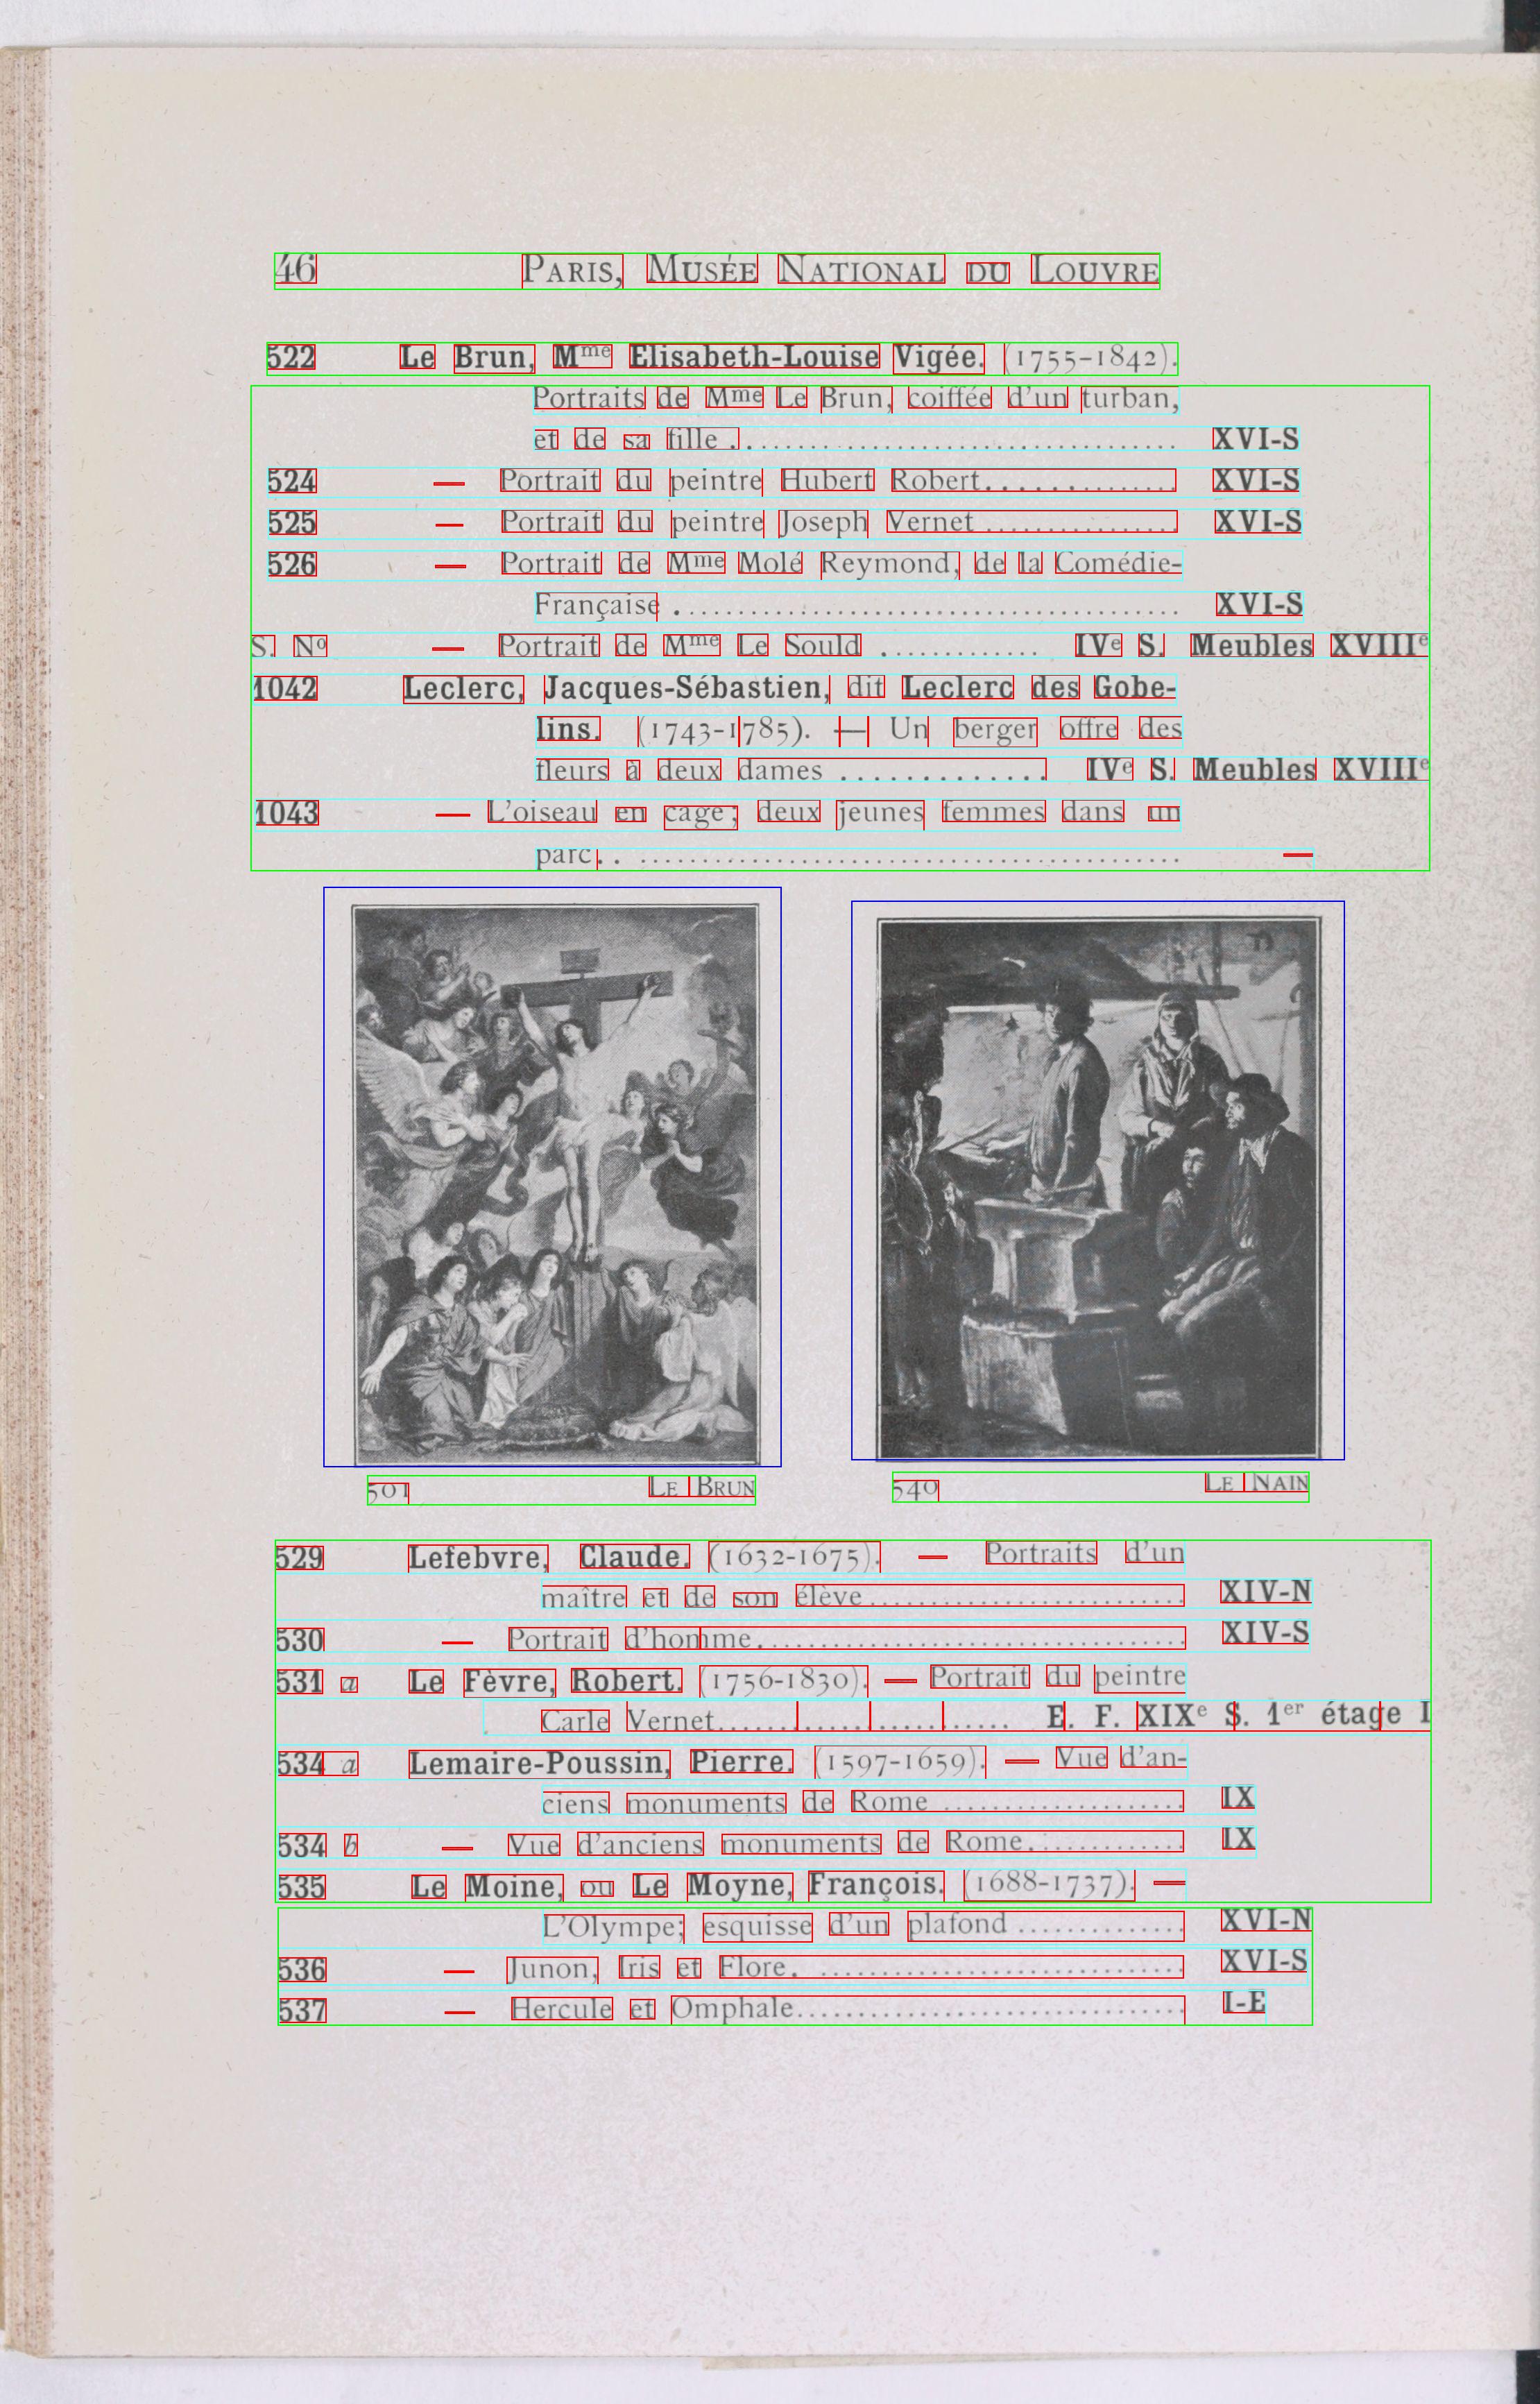 46 PARIS, MUSÉE NATIONAL DU LOUVRE
522 Le Brun, Mme Elisabeth-Louise Vigée. (1755-1842).
Portraits de Mme Le Brun, coiffée d'un turban,
et de sa fille .................................. XVI-S
524 — Portrait du peintre Hubert Robert............... XVI-S
525 — Portrait du peintre Joseph Vernet................ XVI-S
526 — Portrait de Mme Molé Reymond, de la Comédie-
Française ........................................ XVI-S
S. No — Portrait de Mme Le Sould ............. IVe S. Meubles XVIIIe
1042 Leclerc, Jacques-Sébastien, dit Leclerc des Gobe-
lins. (1743-1785). — Un berger offre des
fleurs à deux dames ............. IVe S. Meubles XVIIIe
1043 — L'oiseau en cage; deux jeunes femmes dans un
parc.. ........................................... —
501 LE BRUN
540 LE NAIN
529 Lefebvre, Claude. (1632-1675). — Portraits d'un
maître et de son élève......................... XIV-N
530 — Portrait d'homme.................................. XIV-S
531 a Le Fèvre, Robert. (1756-1830). — Portrait du peintre
Carle Vernet....................... E. F. XIXe S. 1er étage I
534 a Lemaire-Poussin, Pierre. (1597-1659). — Vue d'an-
ciens monuments de Rome ................... IX
534 b — Vue d'anciens monuments de Rome............. IX
535 Le Moine, ou Le Moyne, François. (1688-1737). —
L'Olympe; esquisse d'un plafond .............. XVI-N
536 — Junon, Iris et Flore. ............................. XVI-S
537 — Hercule et Omphale............................... I-E